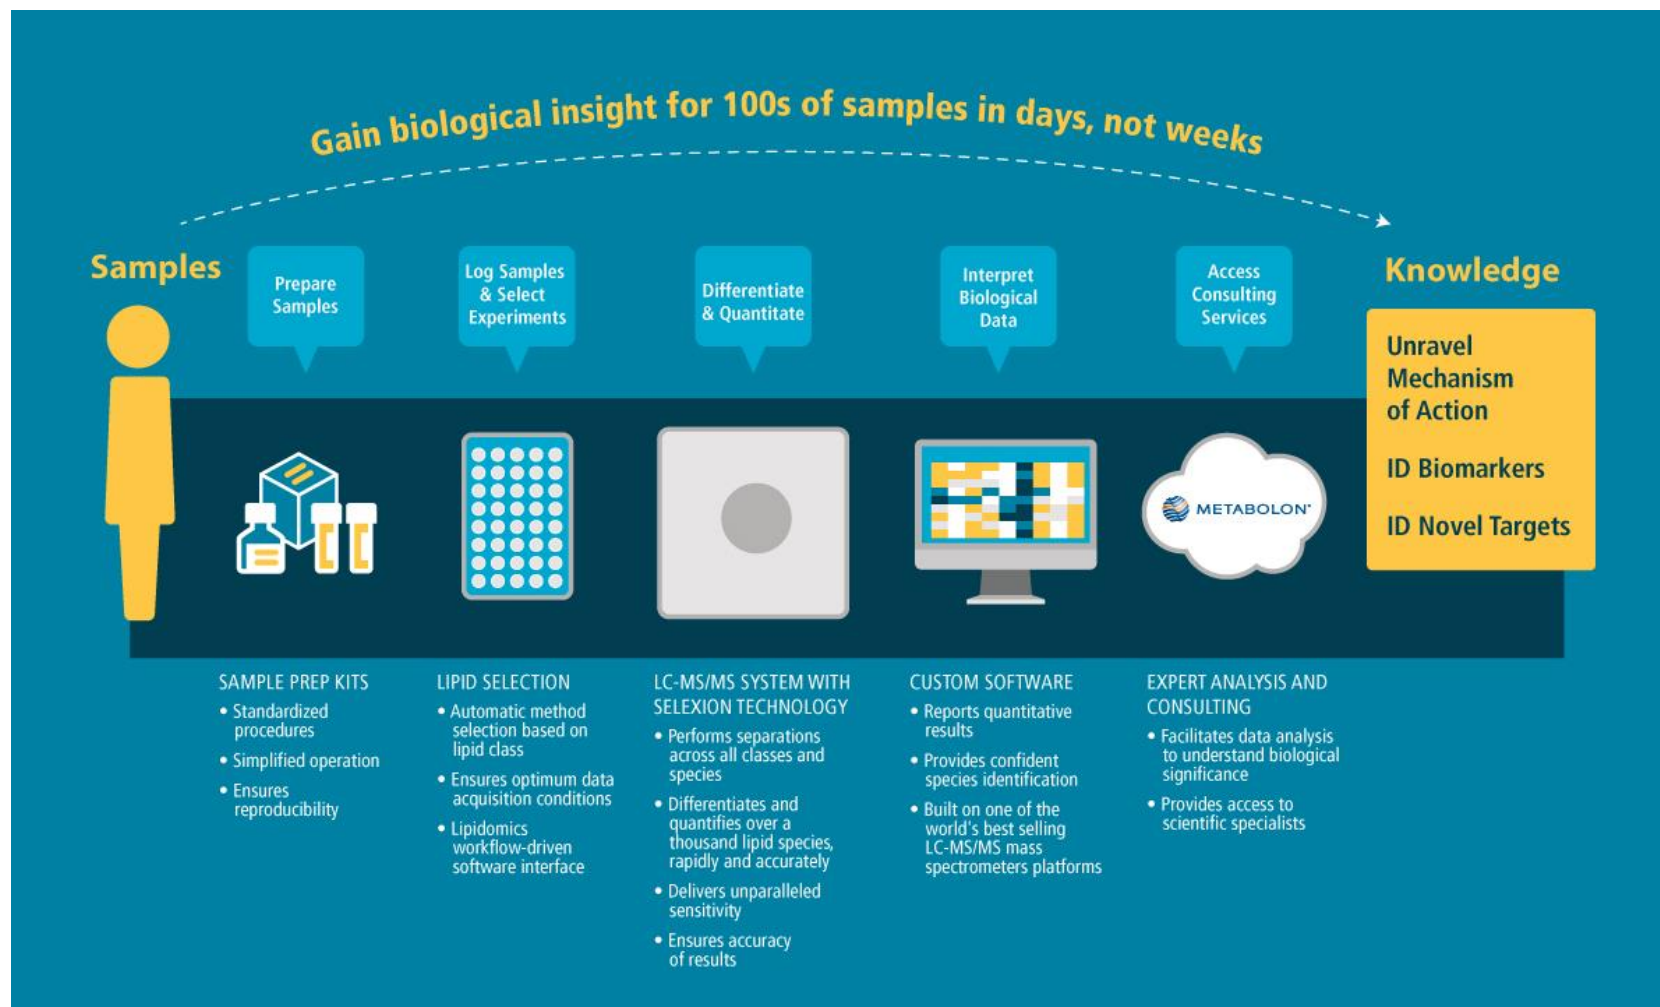 Gain biological insight for 100s of samples in days, not weeks
Samples
Prepare
Samples
Log Samples
& Select
Experiments
Differentiate
& Quantitate
Interpret
Biological
Data
Access
Consulting
Services
Knowledge
Unravel
Mechanism
of Action
ID Biomarkers
ID Novel Targets
METABOLON
SAMPLE PREP KITS
• Standardized
procedures
• Simplified operation
• Ensures
reproducibility
LIPID SELECTION
• Automatic method
selection based on
lipid class
• Ensures optimum data
acquisition conditions
• Lipidomics
workflow-driven
software interface
LC-MS/MS SYSTEM WITH
SELEXION TECHNOLOGY
• Performs separations
across all classes and
species
• Differentiates and
quantifies over a
thousand lipid species,
rapidly and accurately
• Delivers unparalleled
sensitivity
• Ensures accuracy
of results
CUSTOM SOFTWARE
• Reports quantitative
results
• Provides confident
species identification
• Built on one of the
world's best selling
LC-MS/MS mass
spectrometers platforms
EXPERT ANALYSIS AND
CONSULTING
• Facilitates data analysis
to understand biological
significance
• Provides access to
scientific specialists